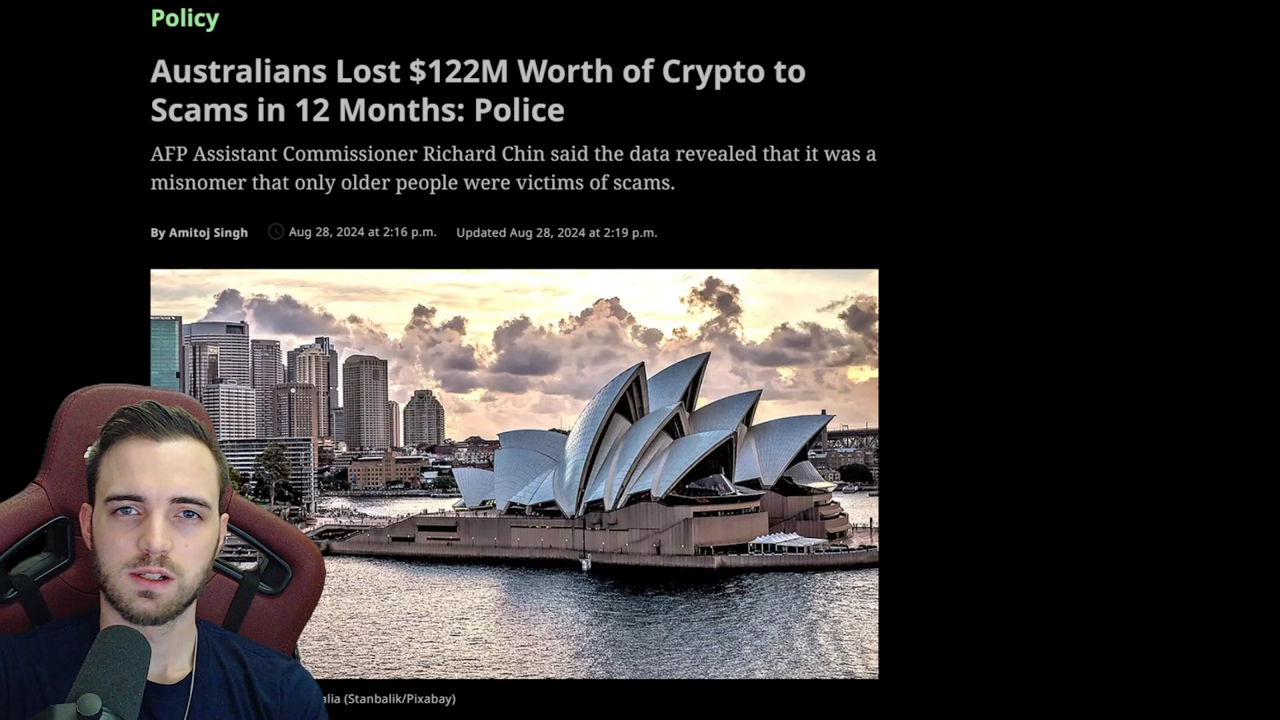 Policy
Australians Lost $122M Worth of Crypto to
Scams in 12 Months: Police
AFP Assistant Commissioner Richard Chin said the data revealed that it was a
misnomer that only older people were victims of scams.
By Amitoj Singh Aug 28, 2024 at 2:16 p.m. Updated Aug 28, 2024 at 2:19 p.m.
(Stanbalik/Pixabay)